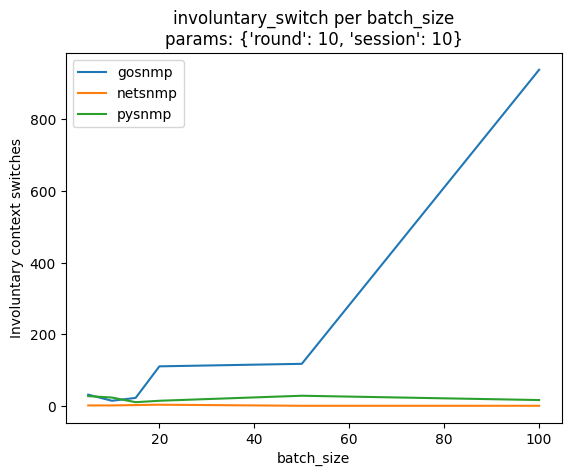 involuntary_switch per batch_size
params: {'round': 10, 'session': 10}
gosnmp
netsnmp
pysnmp
Involuntary context switches
800
600
400
200
0
20 40 60 80 100
batch_size